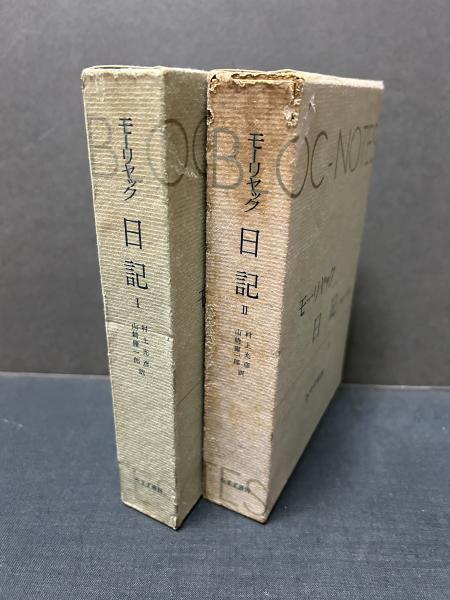 BLOC
モーリヤック
日記
I
村上光彦
山崎庸一郎 訳
TES
BLOC-NOTES
モーリヤック
日記
II
村上光彦
山崎庸一郎 訳
モーリヤック
日記